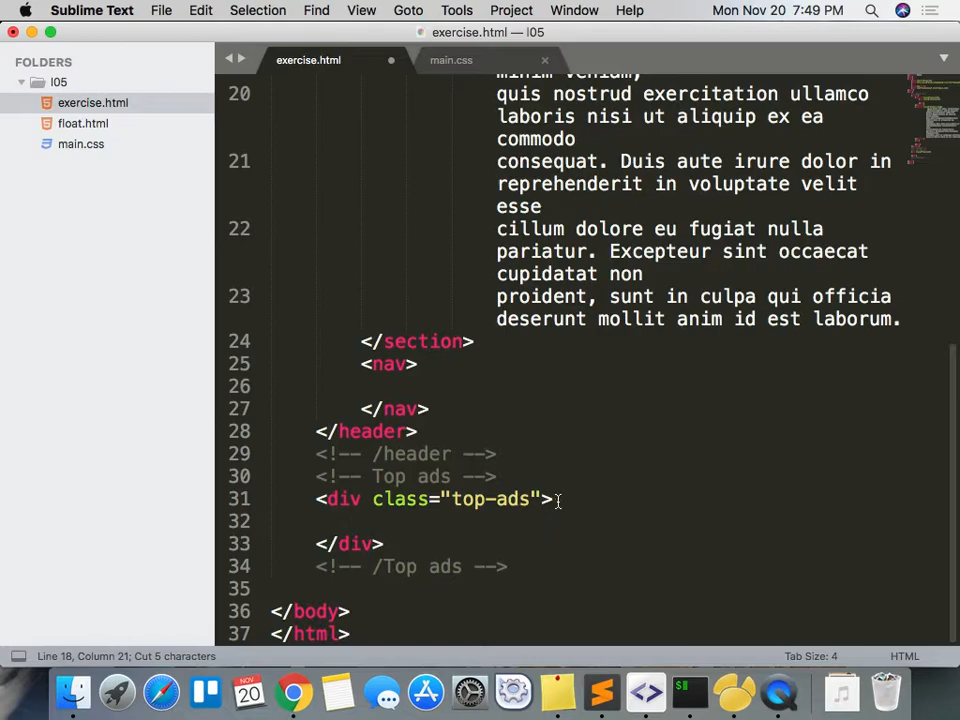 Sublime Text File Edit Selection Find View Goto Tools Project Window Help Mon Nov 20 7:49 PM
exercise.html — l05
FOLDERS
l05
exercise.html
float.html
main.css
exercise.html main.css
minim veniam,
20 quis nostrud exercitation ullamco
laboris nisi ut aliquip ex ea
commodo
21 consequat. Duis aute irure dolor in
reprehenderit in voluptate velit
esse
22 cillum dolore eu fugiat nulla
pariatur. Excepteur sint occaecat
cupidatat non
23 proident, sunt in culpa qui officia
deserunt mollit anim id est laborum.
24 </section>
25 <nav>
26
27 </nav>
28 </header>
29 <!-- /header -->
30 <!-- Top ads -->
31 <div class="top-ads">
32
33 </div>
34 <!-- /Top ads -->
35
36 </body>
37 </html>
Line 18, Column 21; Cut 5 characters Tab Size: 4 HTML
NOV
20